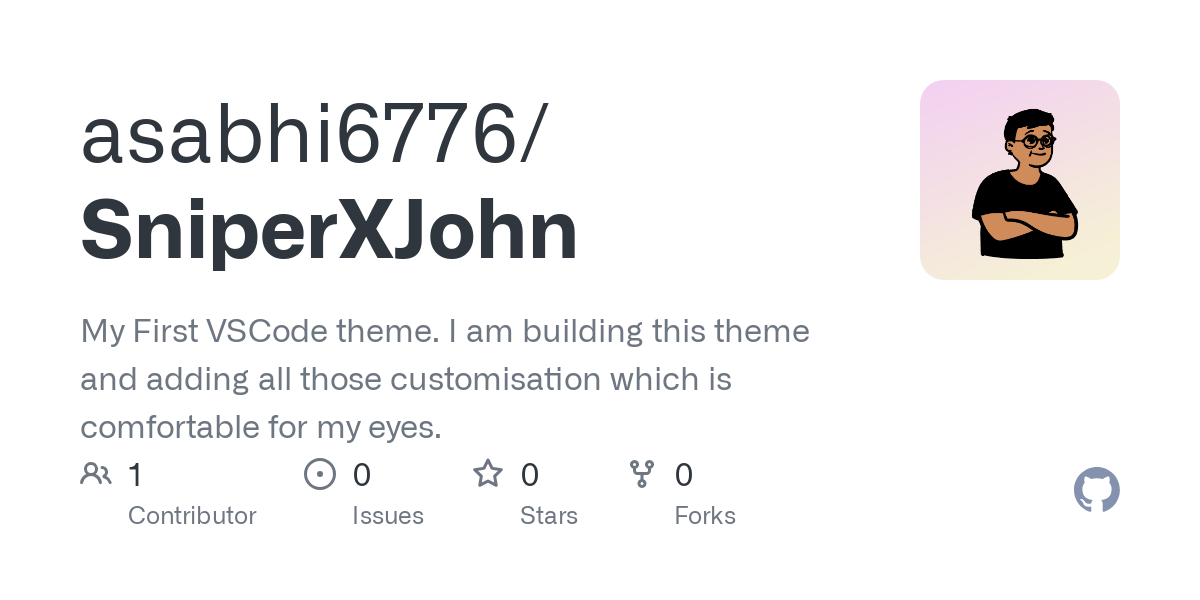 asabhi6776/
SniperXJohn
My First VSCode theme. I am building this theme
and adding all those customisation which is
comfortable for my eyes.
1 0 0 0
Contributor Issues Stars Forks